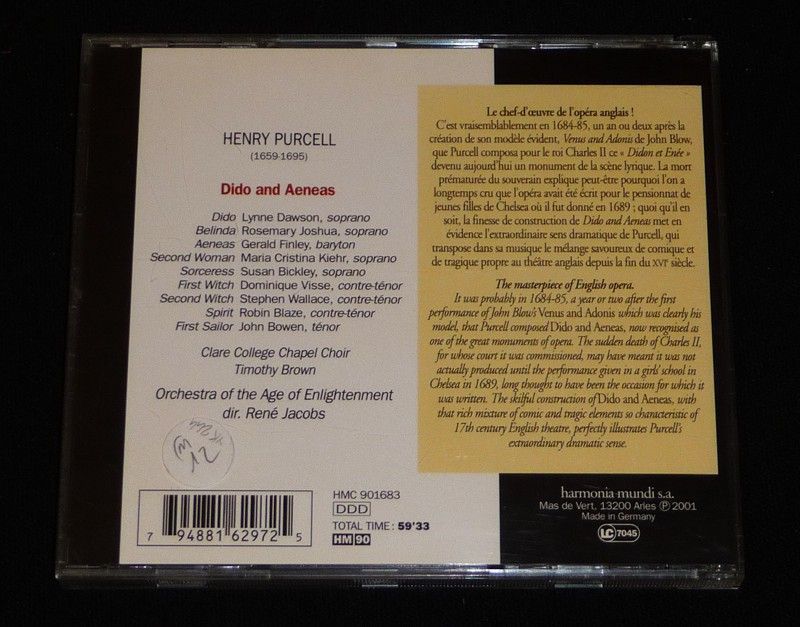 HENRY PURCELL
(1659-1695)
Dido and Aeneas
Dido Lynne Dawson, soprano
Belinda Rosemary Joshua, soprano
Aeneas Gerald Finley, baryton
Second Woman Maria Cristina Kiehr, soprano
Sorceress Susan Bickley, soprano
First Witch Dominique Visse, contre-ténor
Second Witch Stephen Wallace, contre-ténor
Spirit Robin Blaze, contre-ténor
First Sailor John Bowen, ténor
Clare College Chapel Choir
Timothy Brown
Orchestra of the Age of Enlightenment
dir. René Jacobs
7 94881 62972 5
HMC 901683
DDD
TOTAL TIME : 59'33
HM 90
Le chef-d'œuvre de l'opéra anglais !
C'est vraisemblablement en 1684-85, un an ou deux après la
création de son modèle évident, Venus and Adonis de John Blow,
que Purcell composa pour le roi Charles II ce « Didon et Enée »
devenu aujourd'hui un monument de la scène lyrique. La mort
prématurée du souverain explique peut-être pourquoi l'on a
longtemps cru que l'opéra avait été écrit pour le pensionnat de
jeunes filles de Chelsea où il fut donné en 1689 ; quoi qu'il en
soit, la finesse de construction de Dido and Aeneas met en
évidence l'extraordinaire sens dramatique de Purcell, qui
transpose dans sa musique le mélange savoureux de comique et
de tragique propre au théâtre anglais depuis la fin du XVIe siècle.
The masterpiece of English opera.
It was probably in 1684-85, a year or two after the first
performance of John Blow's Venus and Adonis which was clearly his
model, that Purcell composed Dido and Aeneas, now recognised as
one of the great monuments of opera. The sudden death of Charles II,
for whose court it was commissioned, may have meant it was not
actually produced until the performance given in a girls' school in
Chelsea in 1689, long thought to have been the occasion for which it
was written. The skilful construction of Dido and Aeneas, with
that rich mixture of comic and tragic elements so characteristic of
17th century English theatre, perfectly illustrates Purcell's
extraordinary dramatic sense.
harmonia mundi s.a.
Mas de Vert, 13200 Arles ℗ 2001
Made in Germany
LC 7045